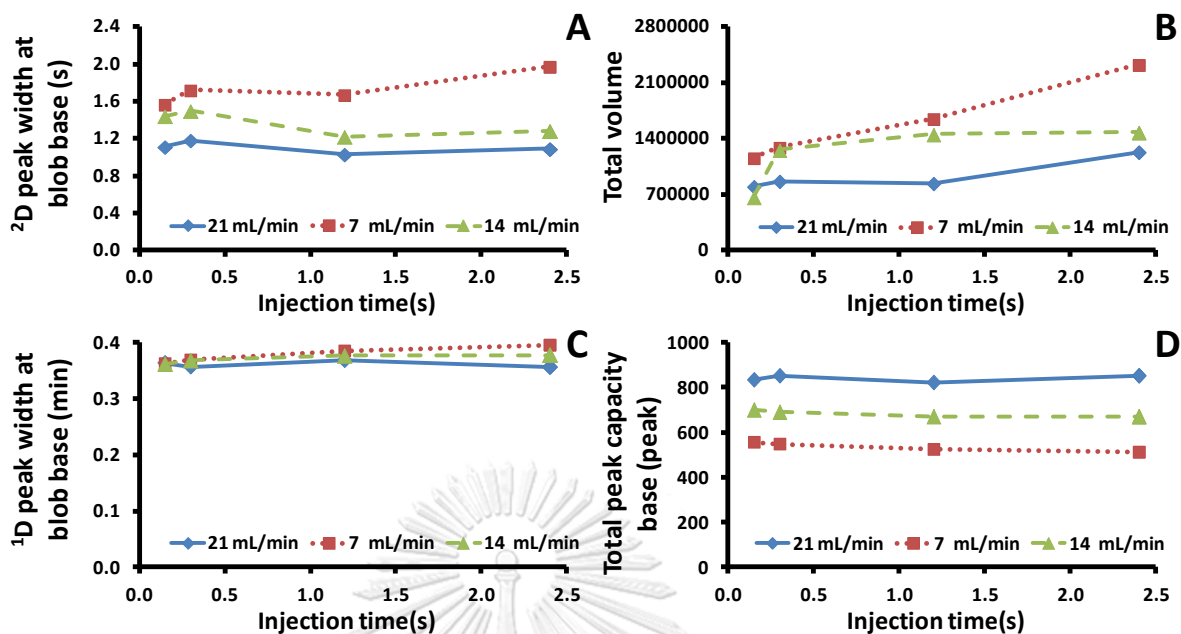 A
²D peak width at
blob base (s)
2.4
2.0
1.6
1.2
0.8
0.4
0.0
21 mL/min 7 mL/min 14 mL/min
0.0 0.5 1.0 1.5 2.0 2.5
Injection time(s)
B
Total volume
2800000
2100000
1400000
700000
0
21 mL/min 7 mL/min 14 mL/min
0.0 0.5 1.0 1.5 2.0 2.5
Injection time(s)
C
¹D peak width at
blob base (min)
0.4
0.3
0.2
0.1
0.0
21 mL/min 7 mL/min 14 mL/min
0.0 0.5 1.0 1.5 2.0 2.5
Injection time(s)
D
Total peak capacity
base (peak)
1000
800
600
400
200
0
21 mL/min 7 mL/min 14 mL/min
0.0 0.5 1.0 1.5 2.0 2.5
Injection time(s)